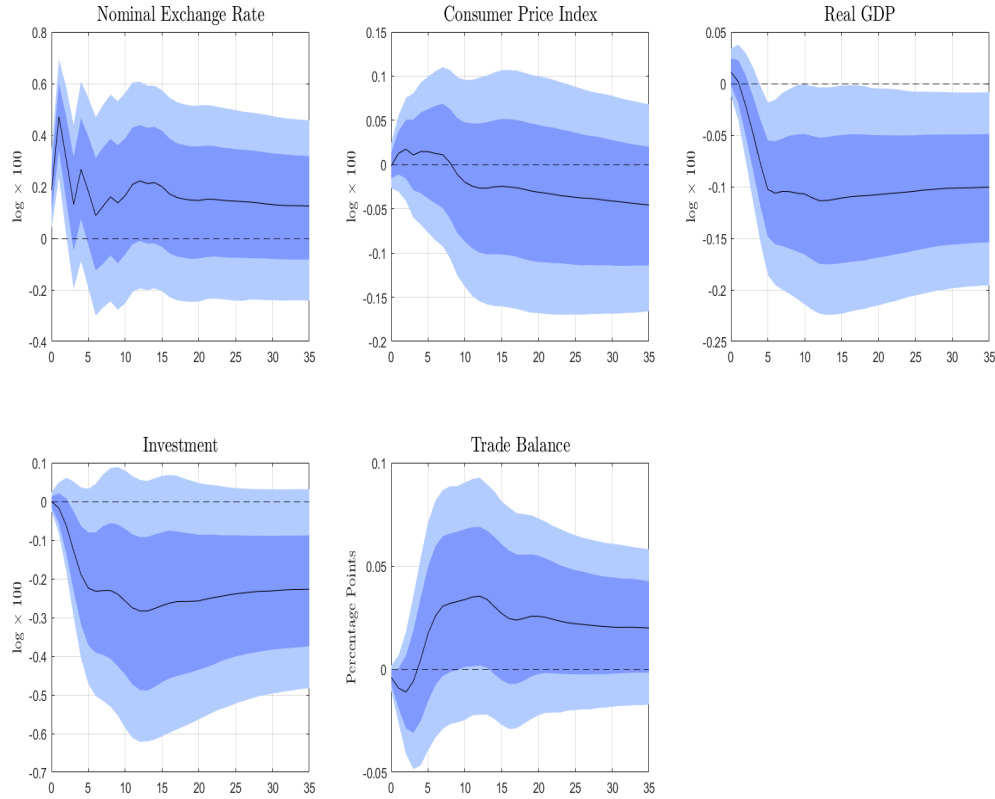 Nominal Exchange Rate
log × 100
0.8
0.6
0.4
0.2
0
-0.2
-0.4
0 5 10 15 20 25 30 35
Consumer Price Index
log × 100
0.15
0.1
0.05
0
-0.05
-0.1
-0.15
-0.2
0 5 10 15 20 25 30 35
Real GDP
log × 100
0.05
0
-0.05
-0.1
-0.15
-0.2
-0.25
0 5 10 15 20 25 30 35
Investment
log × 100
0.1
0
-0.1
-0.2
-0.3
-0.4
-0.5
-0.6
-0.7
0 5 10 15 20 25 30 35
Trade Balance
Percentage Points
0.1
0.05
0
-0.05
0 5 10 15 20 25 30 35